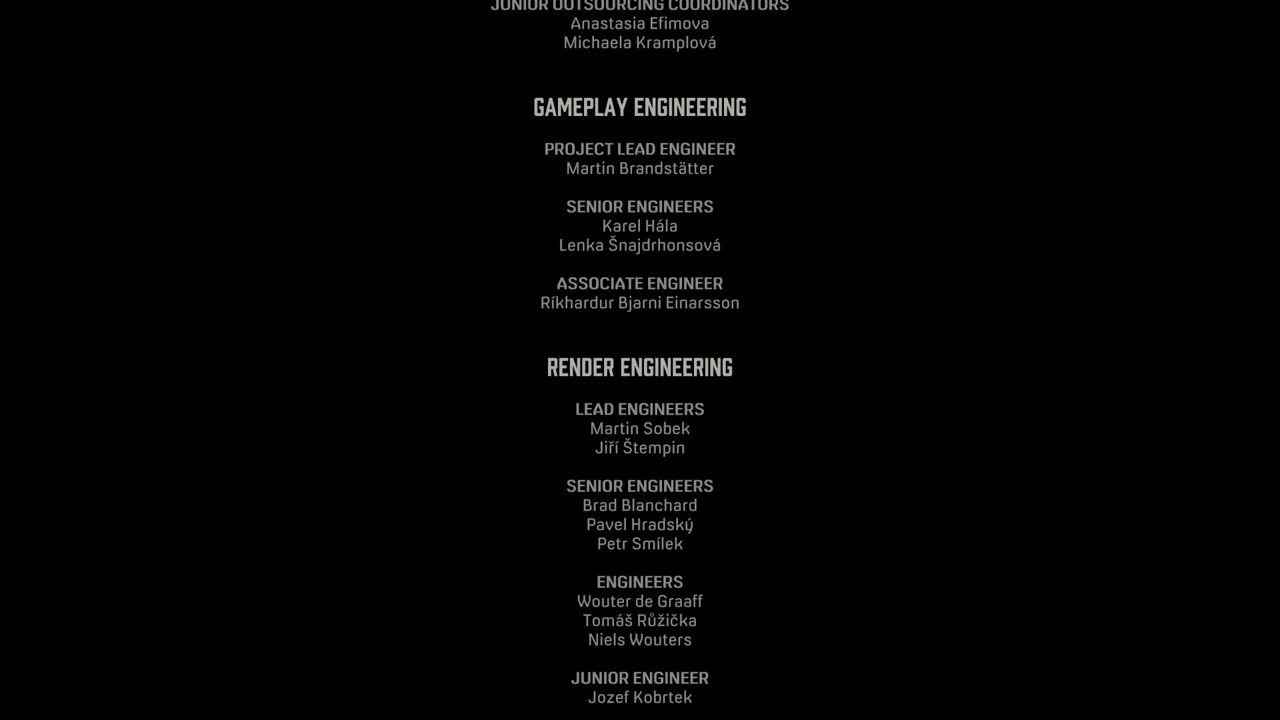 JUNIOR OUTSOURCING COORDINATORS
Anastasia Efimova
Michaela Kramplová
GAMEPLAY ENGINEERING
PROJECT LEAD ENGINEER
Martin Brandstätter
SENIOR ENGINEERS
Karel Hála
Lenka Šnajdrhonsová
ASSOCIATE ENGINEER
Ríkhardur Bjarni Einarsson
RENDER ENGINEERING
LEAD ENGINEERS
Martin Sobek
Jiří Štempin
SENIOR ENGINEERS
Brad Blanchard
Pavel Hradský
Petr Smílek
ENGINEERS
Wouter de Graaff
Tomáš Růžička
Niels Wouters
JUNIOR ENGINEER
Jozef Kobrtek